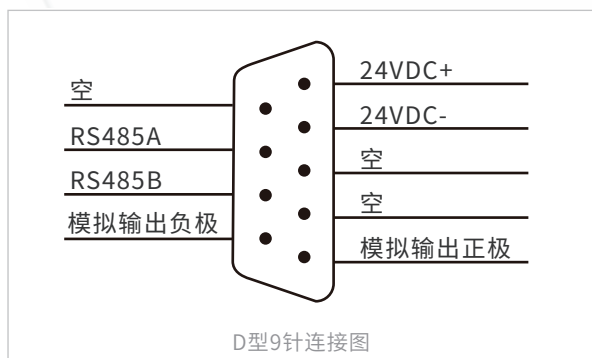 空
RS485A
RS485B
模拟输出负极
24VDC+
24VDC-
空
空
模拟输出正极
D型9针连接图